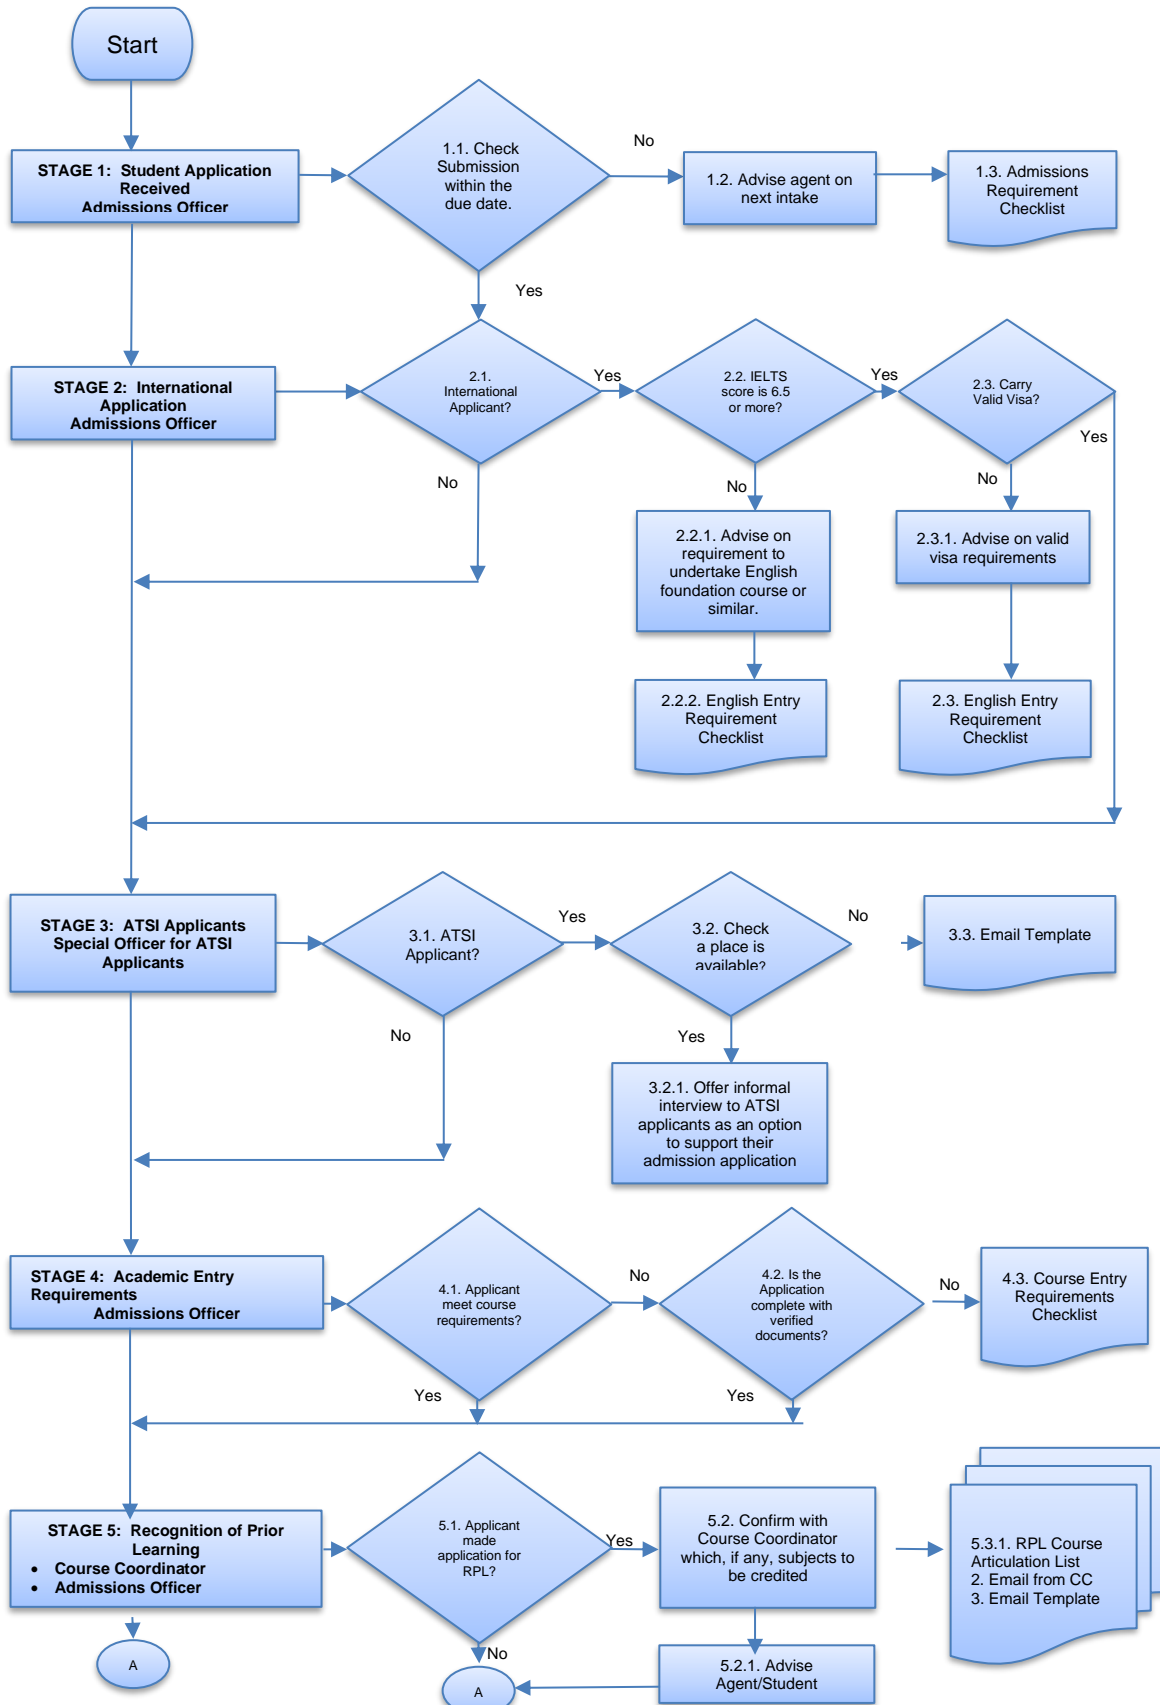 Start
STAGE 1:  Student Application
Received
Admissions Officer
1.1. Check
Submission
within the
due date.
No
1.2. Advise agent on
next intake
1.3. Admissions
Requirement
Checklist
Yes
STAGE 2:  International
Application
Admissions Officer
2.1.
International
Applicant?
Yes
2.2. IELTS
score is 6.5
or more?
Yes
2.3. Carry
Valid Visa?
Yes
No
No
No
2.2.1. Advise on
requirement to
undertake English
foundation course or
similar.
2.3.1. Advise on valid
visa requirements
2.2.2. English Entry
Requirement
Checklist
2.3. English Entry
Requirement
Checklist
STAGE 3:  ATSI Applicants
Special Officer for ATSI
Applicants
3.1. ATSI
Applicant?
Yes
3.2. Check
a place is
available?
No
3.3. Email Template
No
Yes
3.2.1. Offer informal
interview to ATSI
applicants as an option
to support their
admission application
STAGE 4:  Academic Entry
Requirements
Admissions Officer
4.1. Applicant
meet course
requirements?
No
4.2. Is the
Application
complete with
verified
documents?
No
4.3. Course Entry
Requirements
Checklist
Yes
Yes
STAGE 5:  Recognition of Prior
Learning
• Course Coordinator
• Admissions Officer
5.1. Applicant
made
application for
RPL?
Yes
5.2. Confirm with
Course Coordinator
which, if any, subjects to
be credited
5.3.1. RPL Course
Articulation List
2. Email from CC
3. Email Template
No
5.2.1. Advise
Agent/Student
A
A